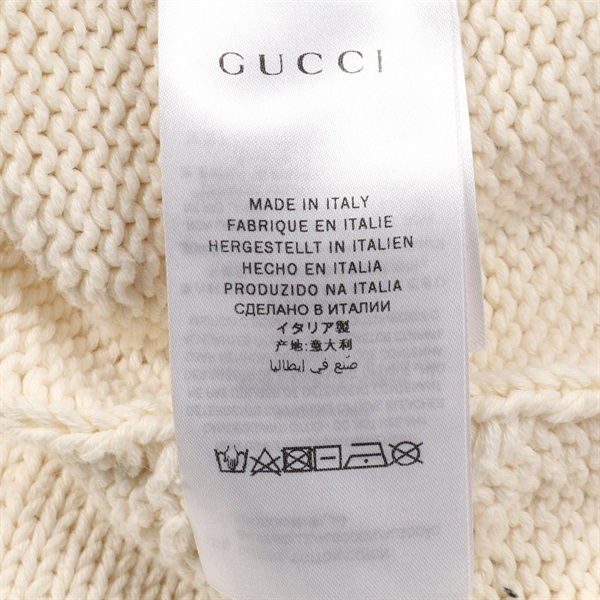 GUCCI
MADE IN ITALY
FABRIQUE EN ITALIE
HERGESTELLT IN ITALIEN
HECHO EN ITALIA
PRODUZIDO NA ITALIA
СДЕЛАНО В ИТАЛИИ
イタリア製
产地:意大利
صنع في إيطاليا